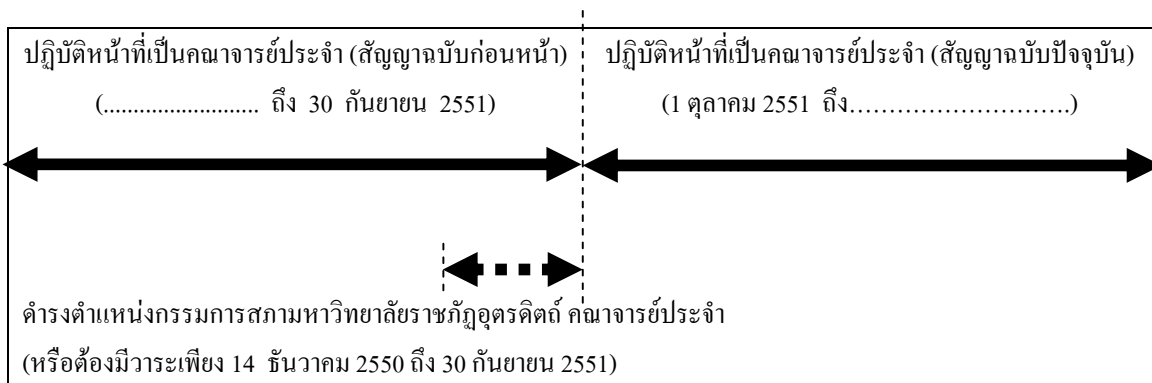 ปฏิบัติหน้าที่เป็นคณาจารย์ประจำ (สัญญาฉบับก่อนหน้า)
(.......................... ถึง 30 กันยายน 2551)
ปฏิบัติหน้าที่เป็นคณาจารย์ประจำ (สัญญาฉบับปัจจุบัน)
(1 ตุลาคม 2551 ถึง……………………….)
ดำรงตำแหน่งกรรมการสภามหาวิทยาลัยราชภัฏอุตรดิตถ์ คณาจารย์ประจำ
(หรือต้องมีวาระเพียง 14 ธันวาคม 2550 ถึง 30 กันยายน 2551)